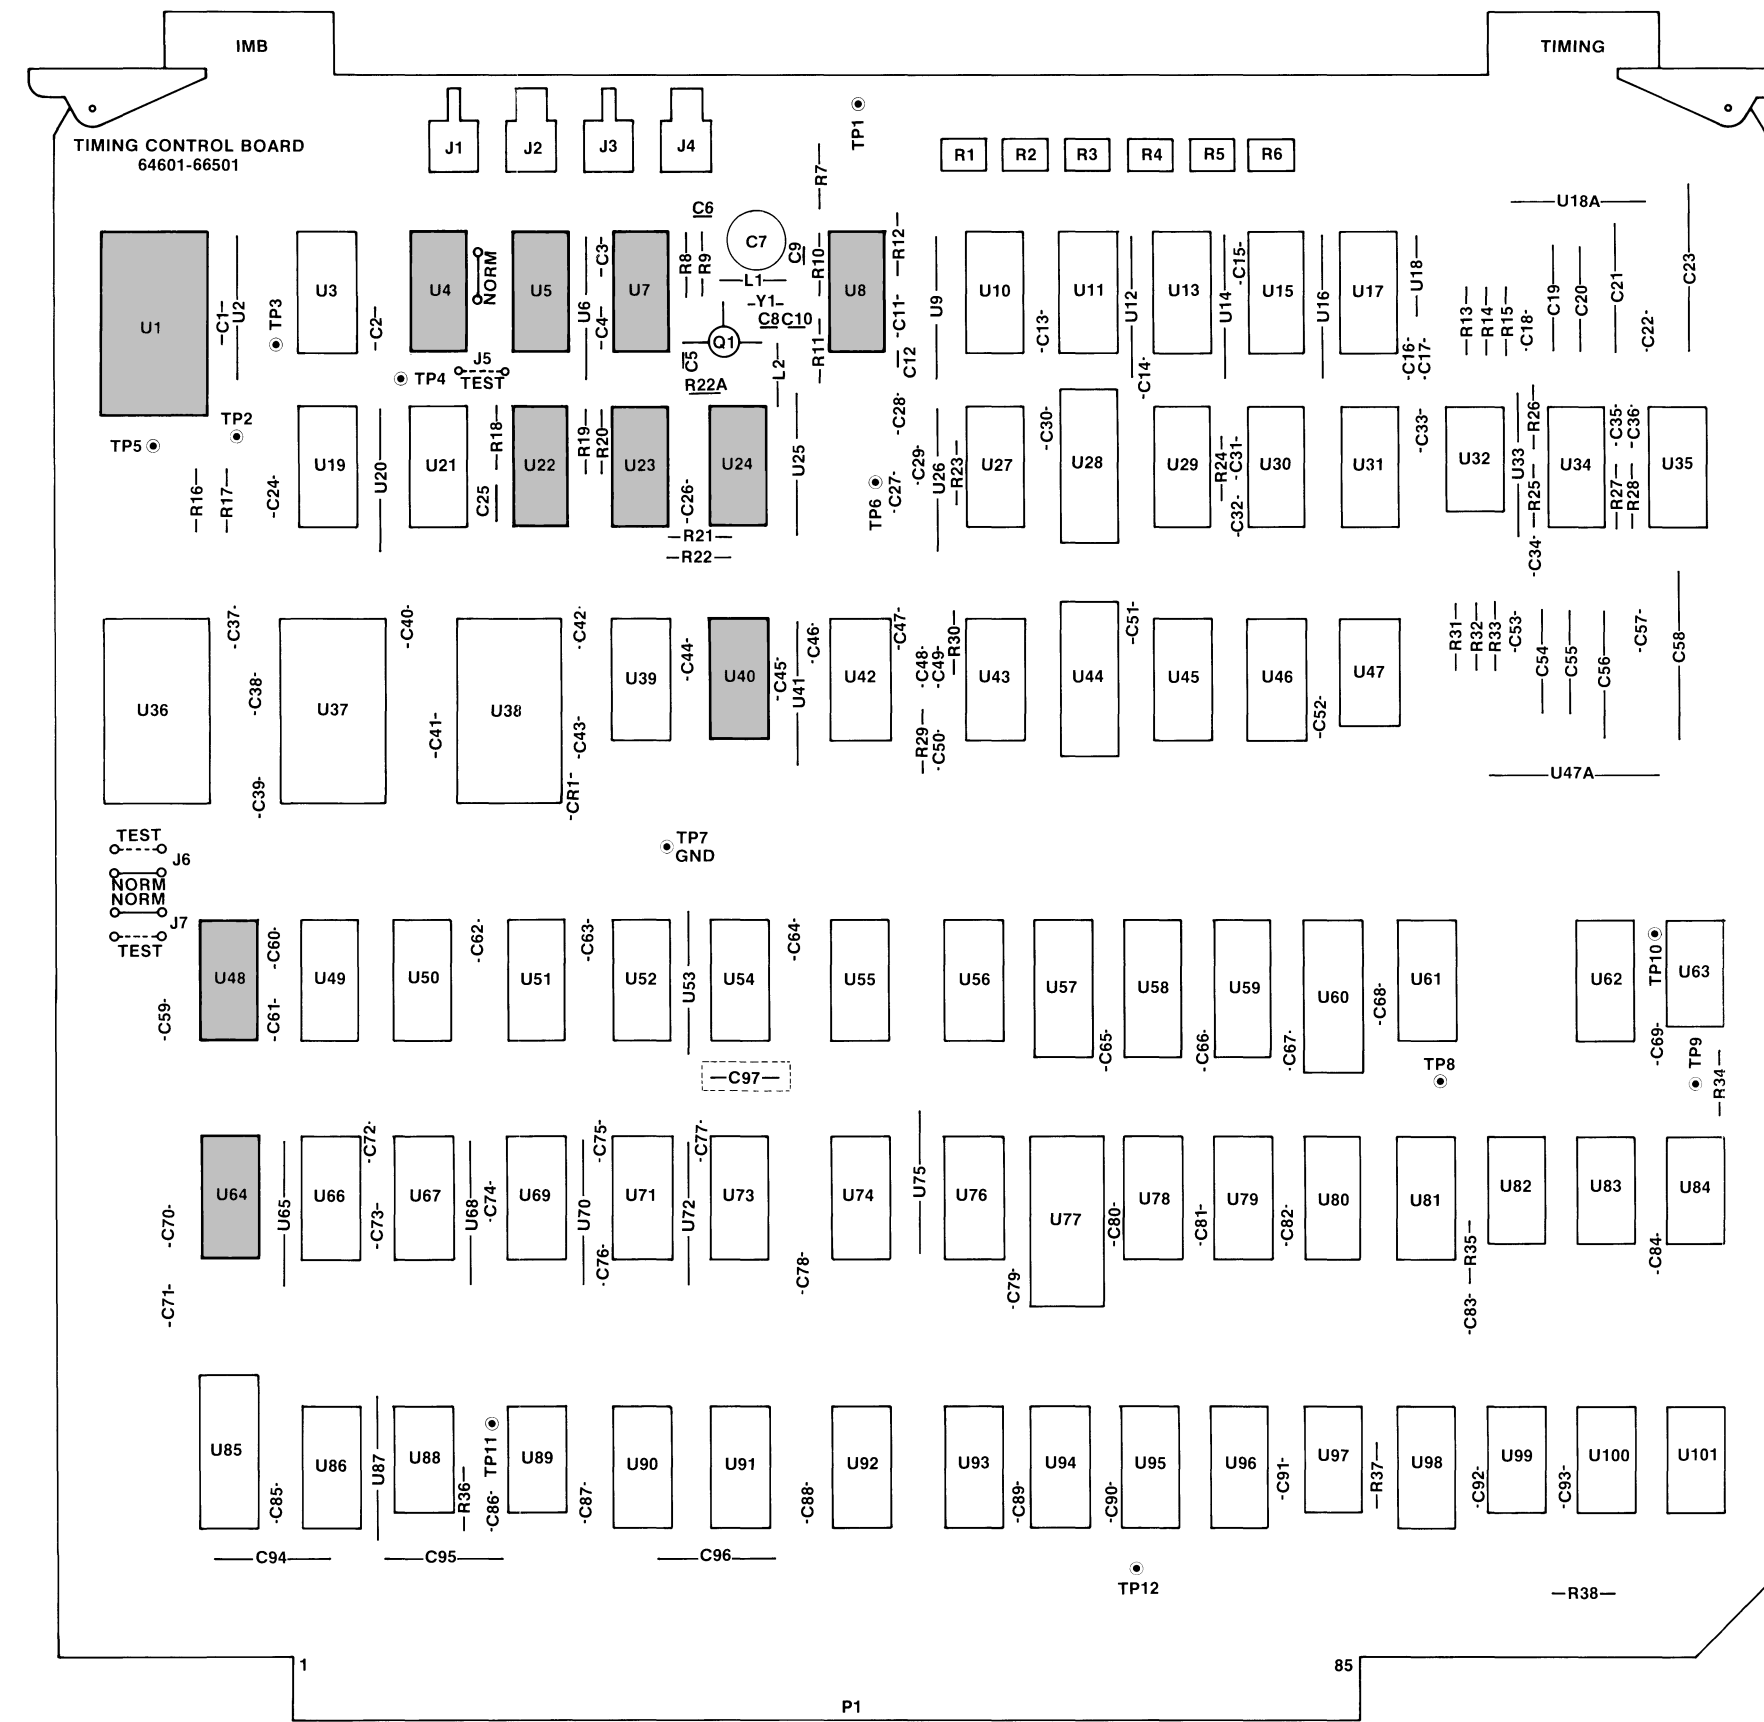 IMB
TIMING
TIMING CONTROL BOARD
64601-66501
J1 J2 J3 J4
TP1
R1 R2 R3 R4 R5 R6
R7
U18A
C6
U1
C1
U2
TP3
U3
C2
U4
NORM
U5
U6
C3
C4
U7
R8
R9
C7
L1
Y1
C8 C10
C9
R10
R11
Q1
C5
R22A
L2
U8
R12
C11
C12
U9
U10
C13
U11
U12
C14
U13
U14
C15
U15
U16
U17
C16
C17
U18
R13
R14
R15
C18
C19
C20
C21
C22
C23
J5
TEST
TP4
TP2
TP5
R16
R17
C24
U19
U20
U21
R18
C25
U22
R19
R20
U23
C26
R21
R22
U24
U25
TP6
C27
C28
C29
U26
R23
U27
C30
U28
U29
R24
C31
C32
U30
U31
C33
U32
U33
R26
R25
C34
U34
C35
C36
R27
R28
U35
U36
C37
C38
C39
U37
C40
C41
U38
C42
C43
CR1
U39
C44
U40
C45
U41
C46
U42
C47
C48
C49
R30
R29
C50
U43
U44
C51
U45
U46
C52
U47
R31
R32
R33
C53
C54
C55
C56
C57
C58
U47A
TEST
J6
NORM
NORM
J7
TEST
TP7
GND
U48
C59
C60
C61
U49
U50
C62
U51
C63
U52
U53
U54
C64
U55
U56
U57
C65
U58
C66
U59
C67
U60
C68
U61
U62
TP10
C69
U63
C97
TP8
TP9
R34
U64
C70
C71
U65
U66
C72
C73
U67
U68
C74
U69
U70
C75
C76
U71
U72
C77
U73
C78
U74
U75
U76
C79
U77
C80
U78
C81
U79
C82
U80
U81
R35
C83
U82
U83
C84
U84
U85
C85
U86
U87
U88
R36
TP11
C86
U89
C87
U90
U91
C88
U92
U93
C89
U94
C90
U95
U96
C91
U97
R37
U98
C92
U99
C93
U100
U101
C94
C95
C96
TP12
R38
1
85
P1